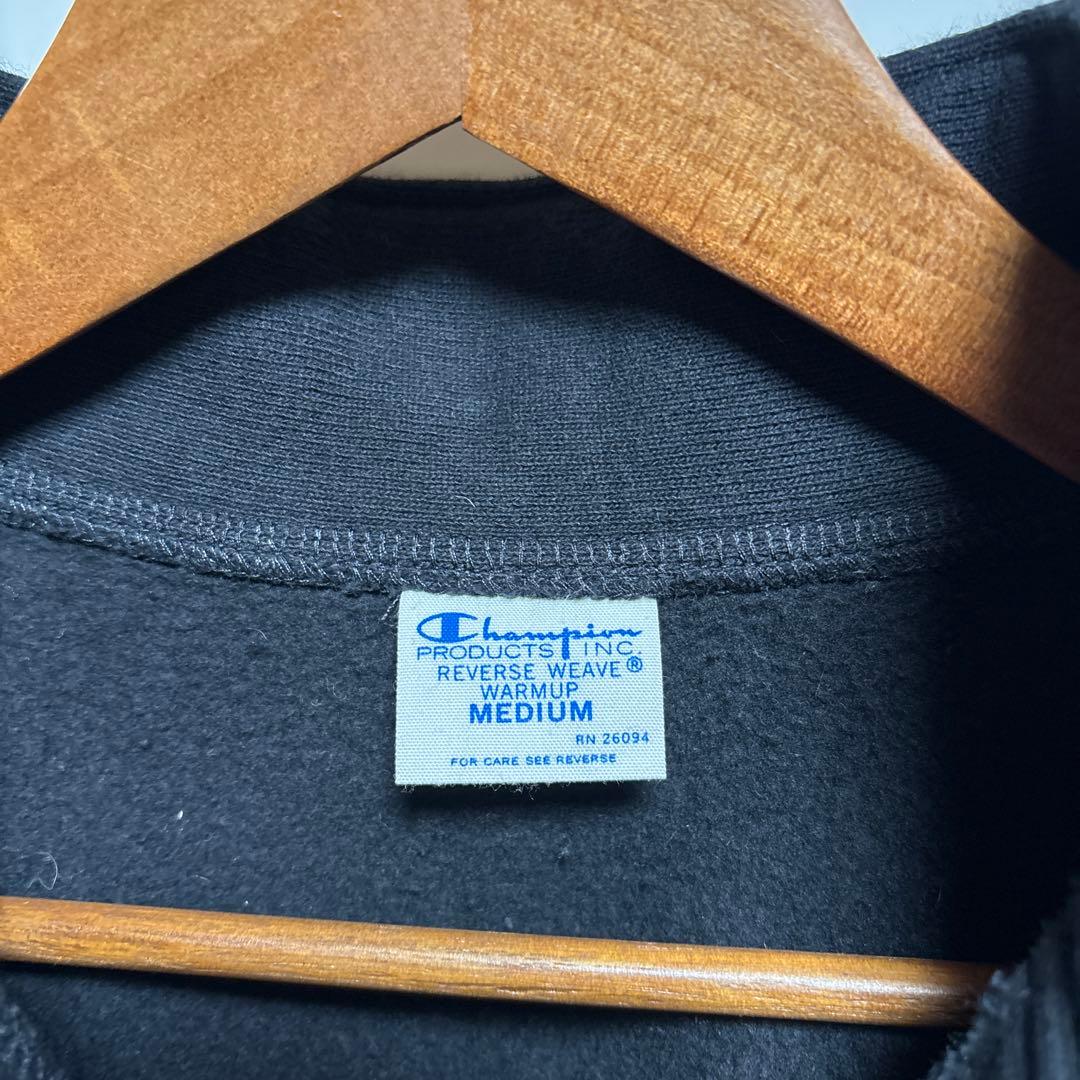 Champion
PRODUCTS INC.
REVERSE WEAVE®
WARMUP
MEDIUM
RN 26094
FOR CARE SEE REVERSE